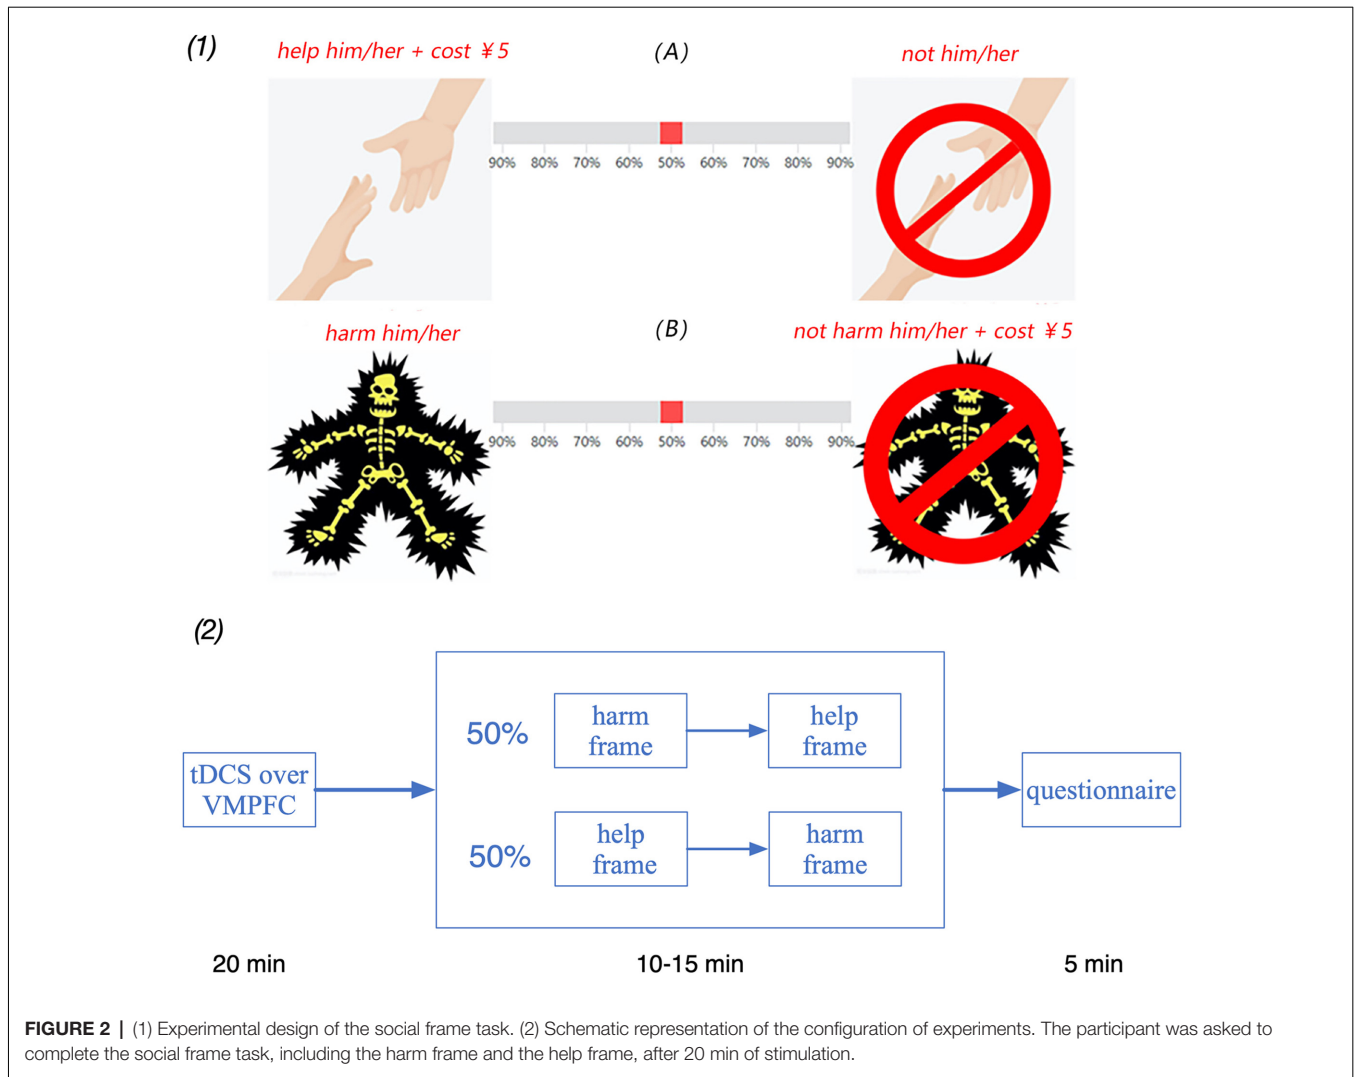 (1)
help him/her + cost ¥5
(A)
not him/her
90% 80% 70% 60% 50% 60% 70% 80% 90%
harm him/her
(B)
not harm him/her + cost ¥5
90% 80% 70% 60% 50% 60% 70% 80% 90%
(2)
tDCS over
VMPFC
50%
harm
frame
help
frame
50%
help
frame
harm
frame
questionnaire
20 min
10-15 min
5 min
FIGURE 2 | (1) Experimental design of the social frame task. (2) Schematic representation of the configuration of experiments. The participant was asked to
complete the social frame task, including the harm frame and the help frame, after 20 min of stimulation.